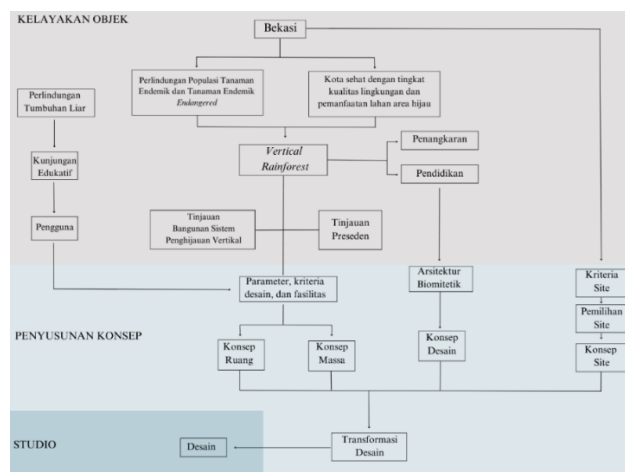 KELAYAKAN OBJEK
Bekasi
Perlindungan Populasi Tanaman
Endemik dan Tanaman Endemik
Endangered
Kota sehat dengan tingkat
kualitas lingkungan dan
pemanfaatan lahan area hijau
Perlindungan
Tumbuhan Liar
Vertical
Rainforest
Penangkaran
Pendidikan
Kunjungan
Edukatif
Pengguna
Tinjauan
Bangunan Sistem
Penghijauan Vertikal
Tinjauan
Preseden
Parameter, kriteria
desain, dan fasilitas
Arsitektur
Biomitetik
Kriteria
Site
PENYUSUNAN KONSEP
Konsep
Ruang
Konsep
Massa
Konsep
Desain
Pemilihan
Site
Konsep
Site
STUDIO
Desain
Transformasi
Desain